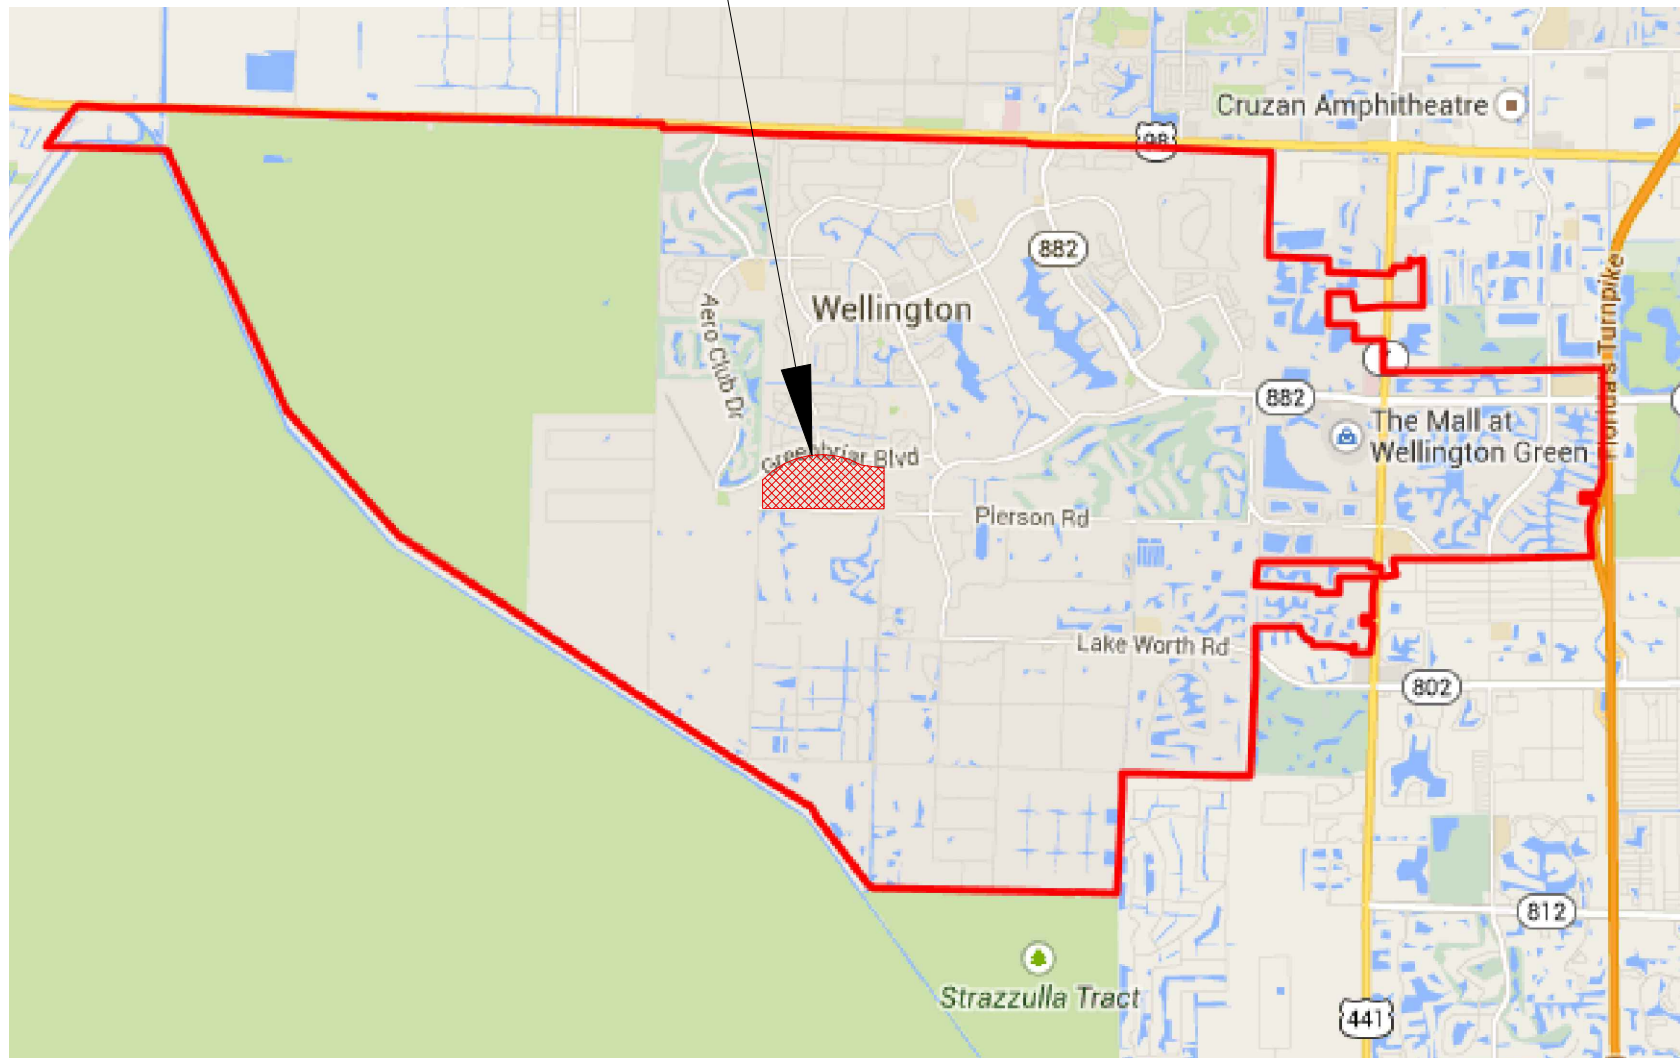 Cruzan Amphitheatre
98
882
Wellington
Aero Club Dr
882
The Mall at
Wellington Green
Greenbriar Blvd
Pierson Rd
Lake Worth Rd
802
812
Strazzulla Tract
441